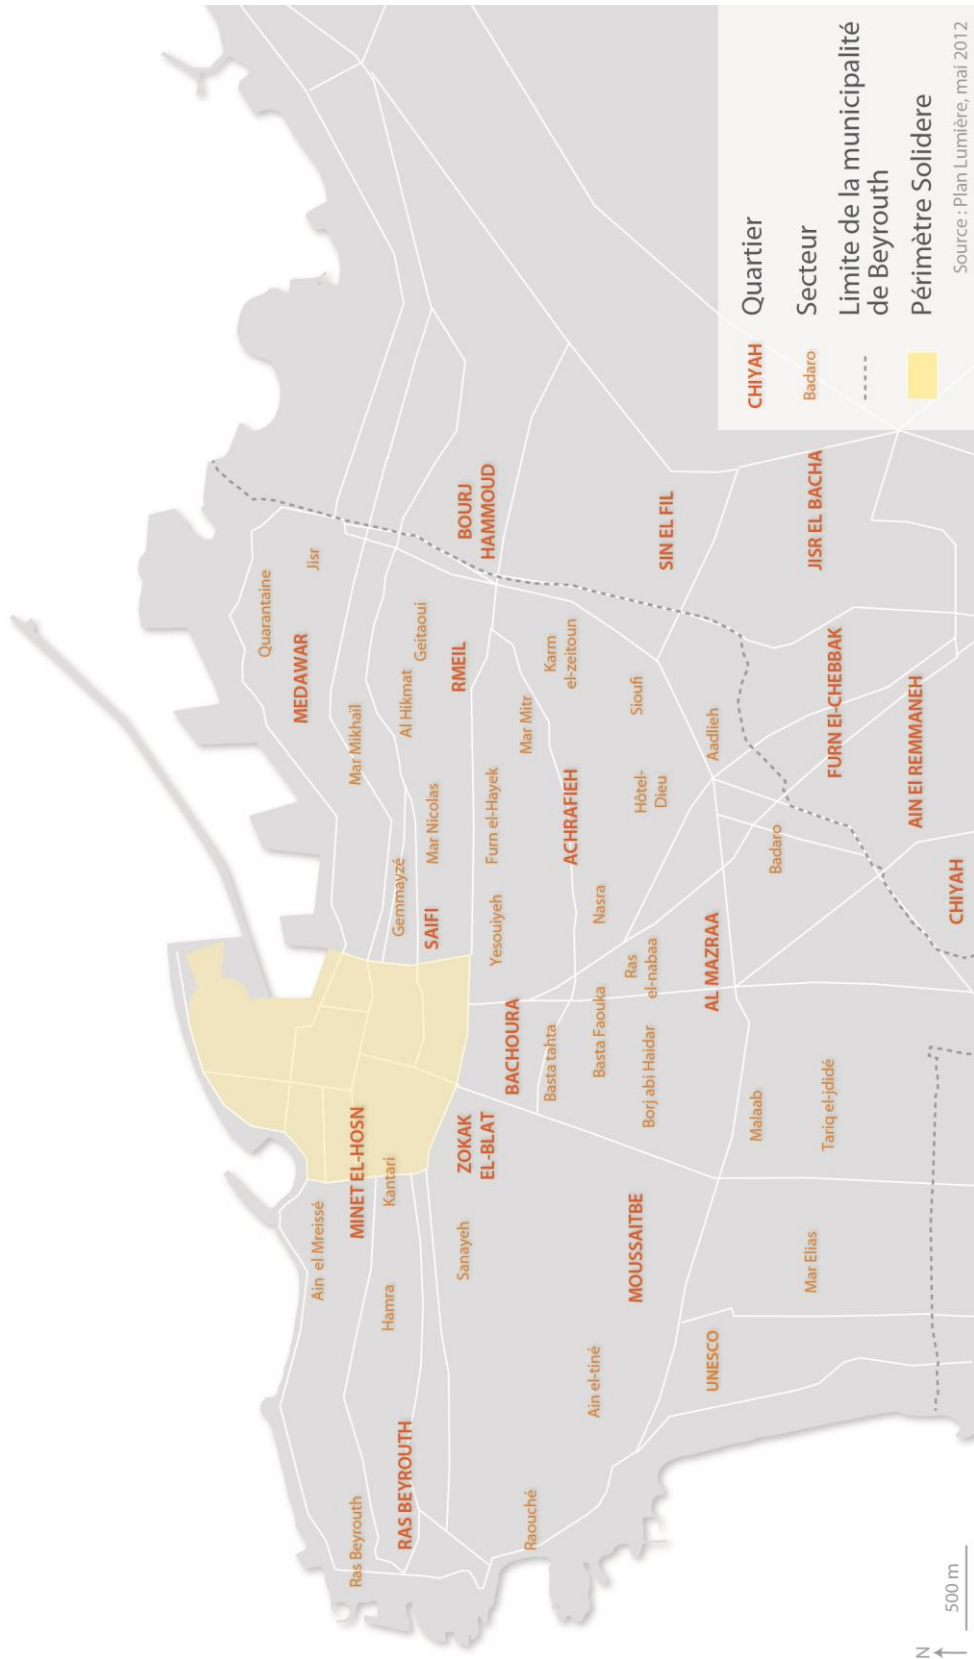 Quarantaine
Jisr
MEDAWAR
Ain el Mreissé
Mar Mikhaïl
MINET EL-HOSN
Ras Beyrouth
Kantari
Hamra
Gemmayzé
Al Hikmat
Geitaoui
RAS BEYROUTH
SAIFI
Mar Nicolas
RMEIL
BOURJ
HAMMOUD
Sanayeh
ZOKAK
EL-BLAT
Yesouiyeh
Furn el-Hayek
BACHOURA
Mar Mitr
Raouché
Basta tahta
Karm
el-zeitoun
ACHRAFIEH
Ain el-tiné
Basta Faouka
Nasra
Ras
el-nabaa
Sioufi
MOUSSAITBE
Borj abi Haidar
Hôtel-
Dieu
SIN EL FIL
UNESCO
AL MAZRAA
Aadlieh
Malaab
Badaro
Mar Elias
Tariq el-jdidé
JISR EL BACHA
FURN El-CHEBBAK
AIN El REMMANEH
CHIYAH
CHIYAH Quartier
Badaro Secteur
Limite de la municipalité
de Beyrouth
Périmètre Solidere
Source : Plan Lumière, mai 2012
N
500 m